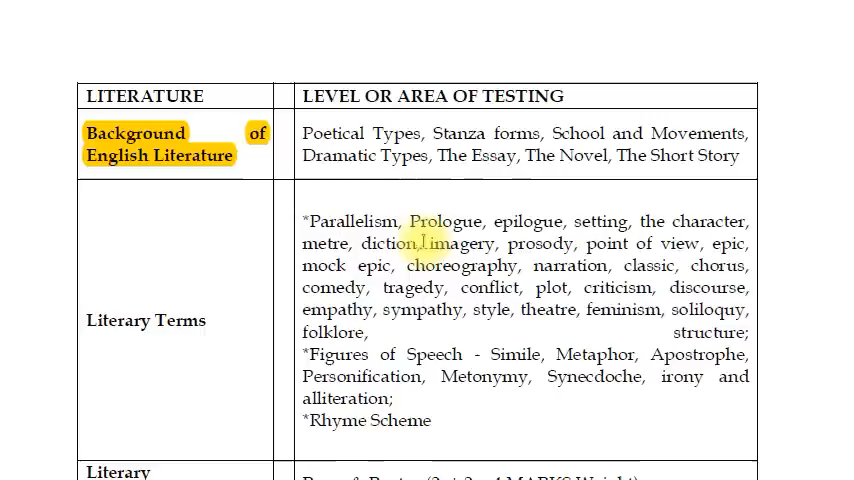 LITERATURE LEVEL OR AREA OF TESTING
Background of
English Literature
Poetical Types, Stanza forms, School and Movements,
Dramatic Types, The Essay, The Novel, The Short Story
Literary Terms
*Parallelism, Prologue, epilogue, setting, the character,
metre, diction, imagery, prosody, point of view, epic,
mock epic, choreography, narration, classic, chorus,
comedy, tragedy, conflict, plot, criticism, discourse,
empathy, sympathy, style, theatre, feminism, soliloquy,
folklore, structure;
*Figures of Speech - Simile, Metaphor, Apostrophe,
Personification, Metonymy, Synecdoche, irony and
alliteration;
*Rhyme Scheme
Literary